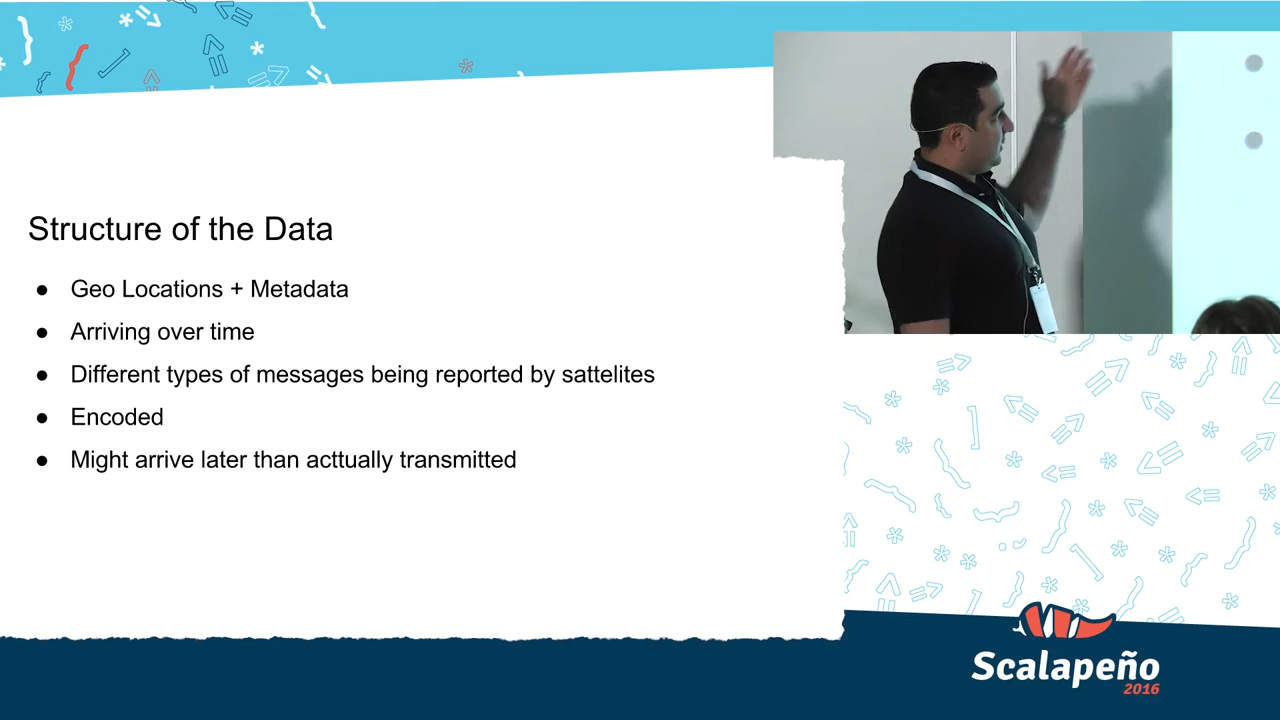 Structure of the Data
● Geo Locations + Metadata
● Arriving over time
● Different types of messages being reported by sattelites
● Encoded
● Might arrive later than acttually transmitted
Scalapeño
2016